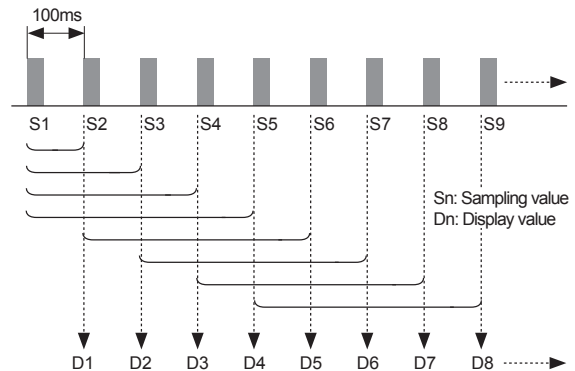 100ms
S1 S2 S3 S4 S5 S6 S7 S8 S9
Sn: Sampling value
Dn: Display value
D1 D2 D3 D4 D5 D6 D7 D8